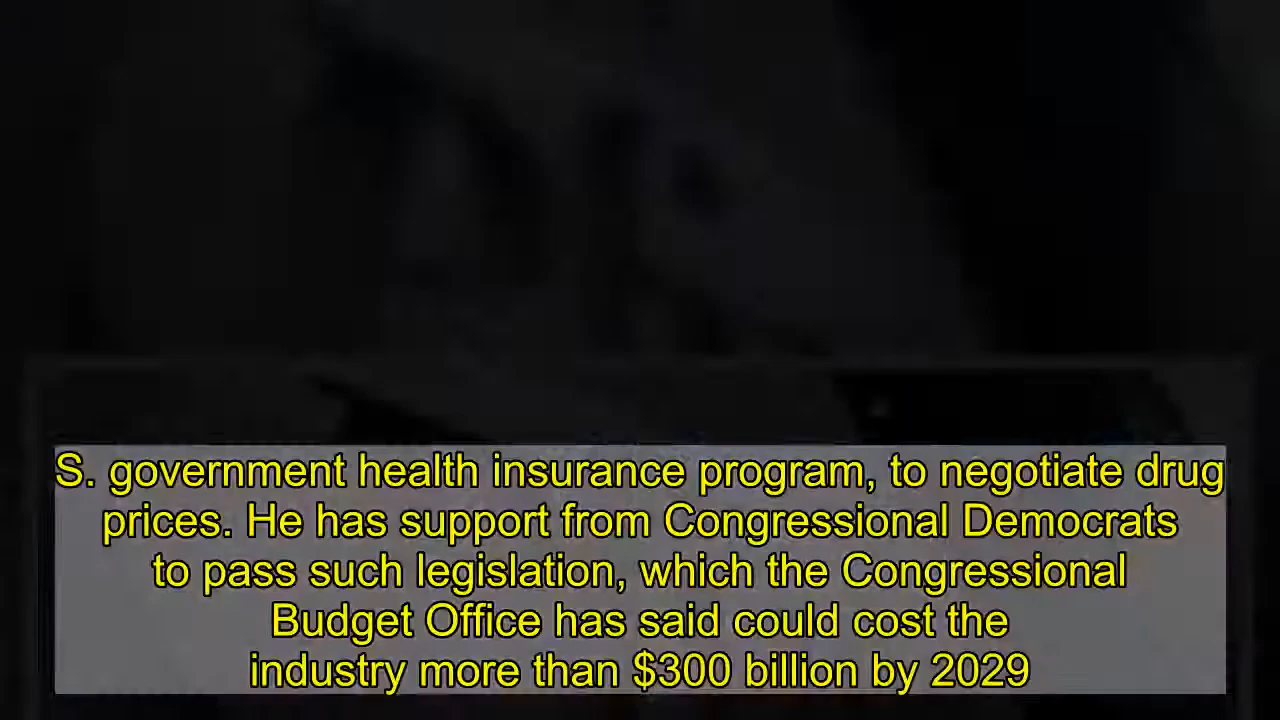 S. government health insurance program, to negotiate drug
prices. He has support from Congressional Democrats
to pass such legislation, which the Congressional
Budget Office has said could cost the
industry more than $300 billion by 2029